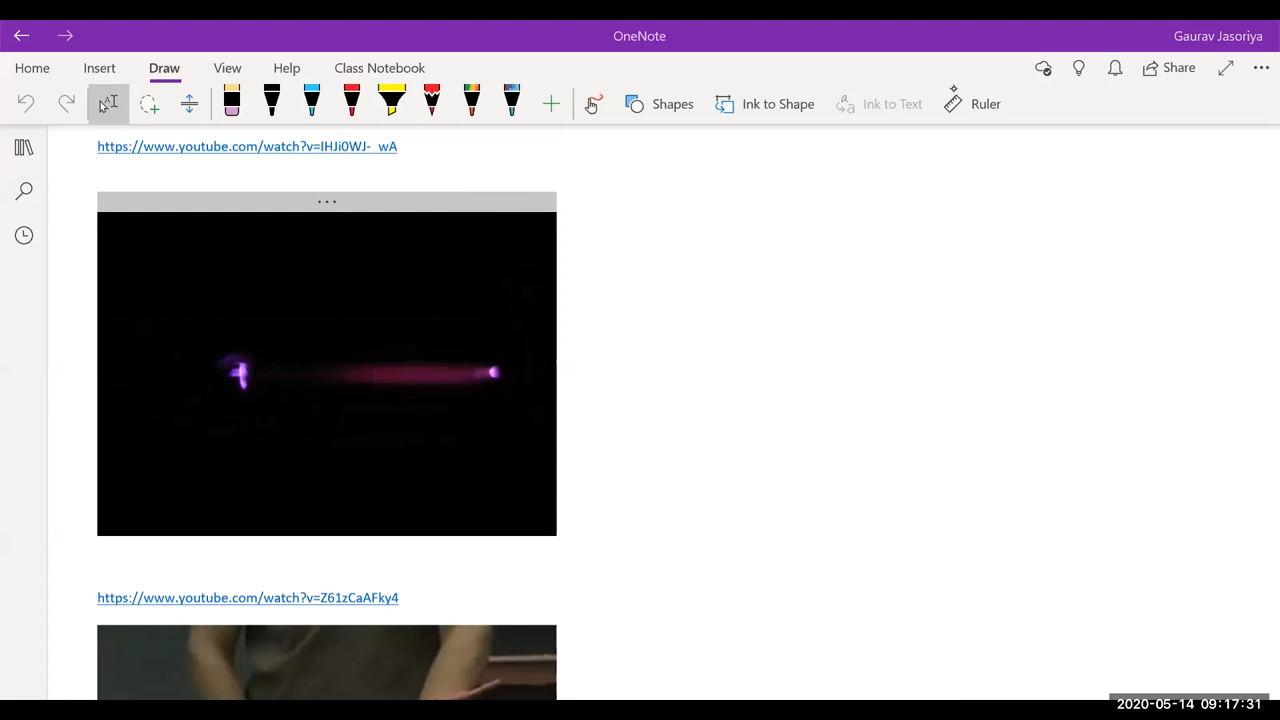 OneNote
Gaurav Jasoriya
Home Insert Draw View Help Class Notebook Share
Shapes Ink to Shape Ink to Text Ruler
https://www.youtube.com/watch?v=IHJi0WJ-_wA
https://www.youtube.com/watch?v=Z61zCaAFky4
2020-05-14 09:17:31